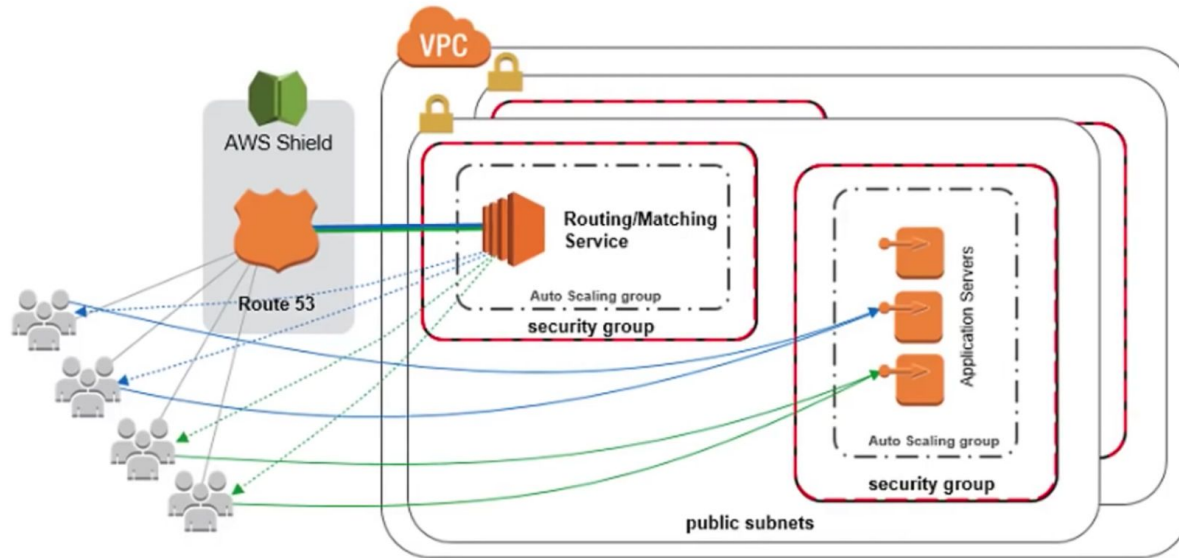 VPC
AWS Shield
Route 53
Routing/Matching
Service
Auto Scaling group
security group
Application Servers
Auto Scaling group
security group
public subnets